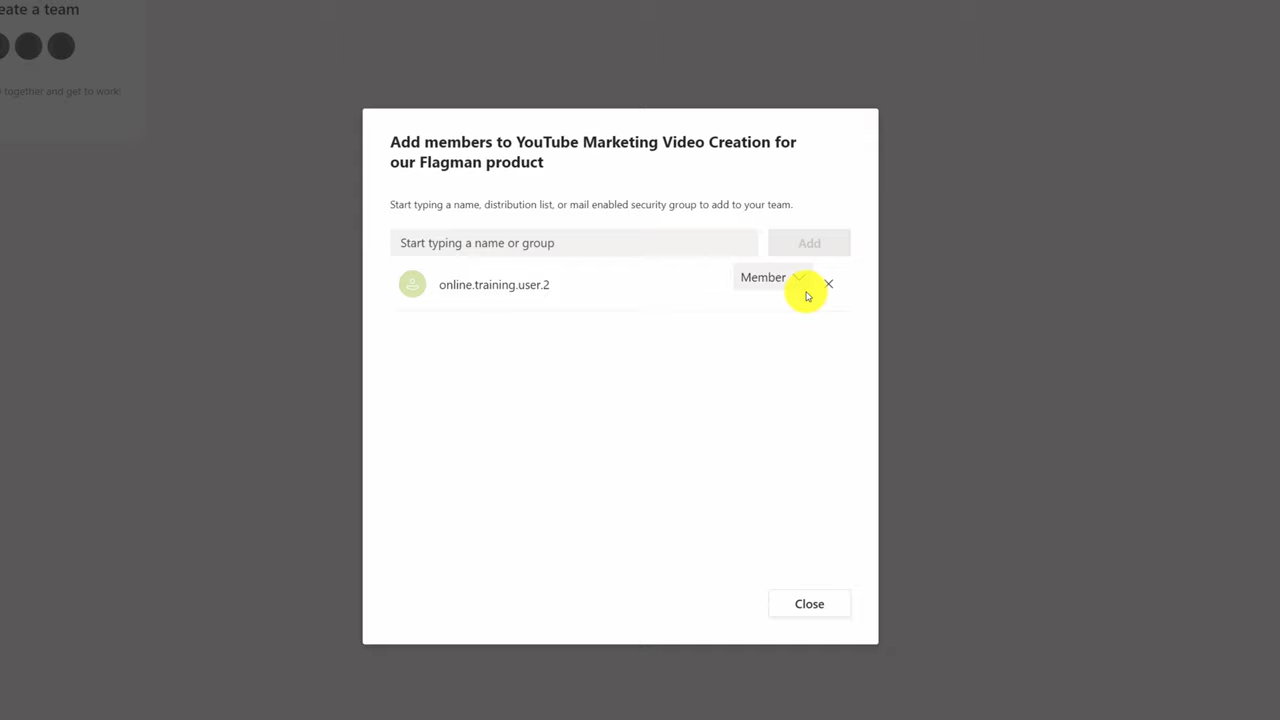 eate a team
together and get to work!
Add members to YouTube Marketing Video Creation for
our Flagman product
Start typing a name, distribution list, or mail enabled security group to add to your team.
Start typing a name or group
Add
online.training.user.2
Member
Close